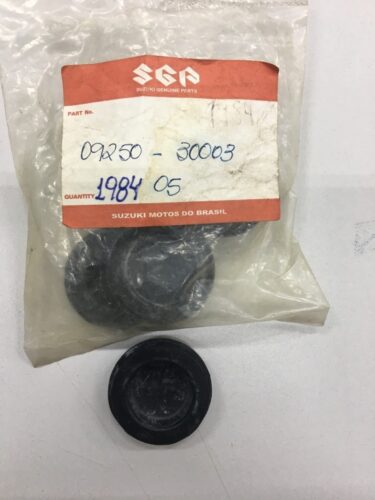 SGP
SUZUKI GENUINE PARTS
PART No.
09250 - 30003
QUANTITY 1984 05
SUZUKI MOTOS DO BRASIL